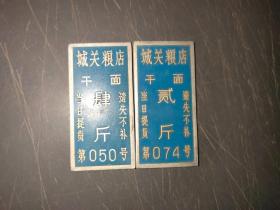 城关粮店
干面
当日提货
肆斤
遗失不补
第050号
城关粮店
干面
当日提货
贰斤
遗失不补
第074号